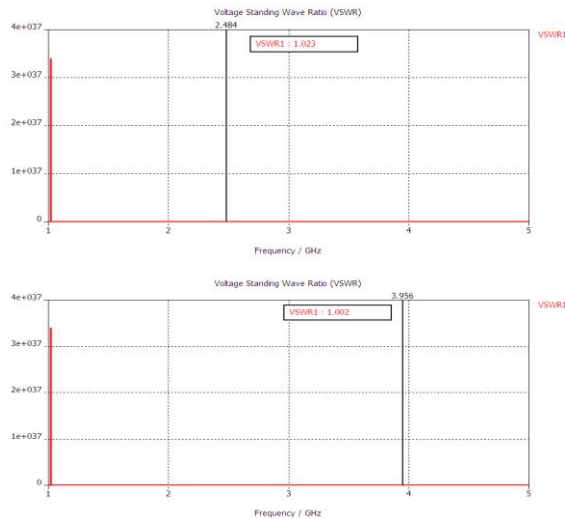 Voltage Standing Wave Ratio (VSWR)
2.484
4e+037
VSWR1
VSWR1 : 1.023
3e+037
2e+037
1e+037
0
1 2 3 4 5
Frequency / GHz
Voltage Standing Wave Ratio (VSWR)
3.956
4e+037
VSWR1
VSWR1 : 1.002
3e+037
2e+037
1e+037
0
1 2 3 4 5
Frequency / GHz